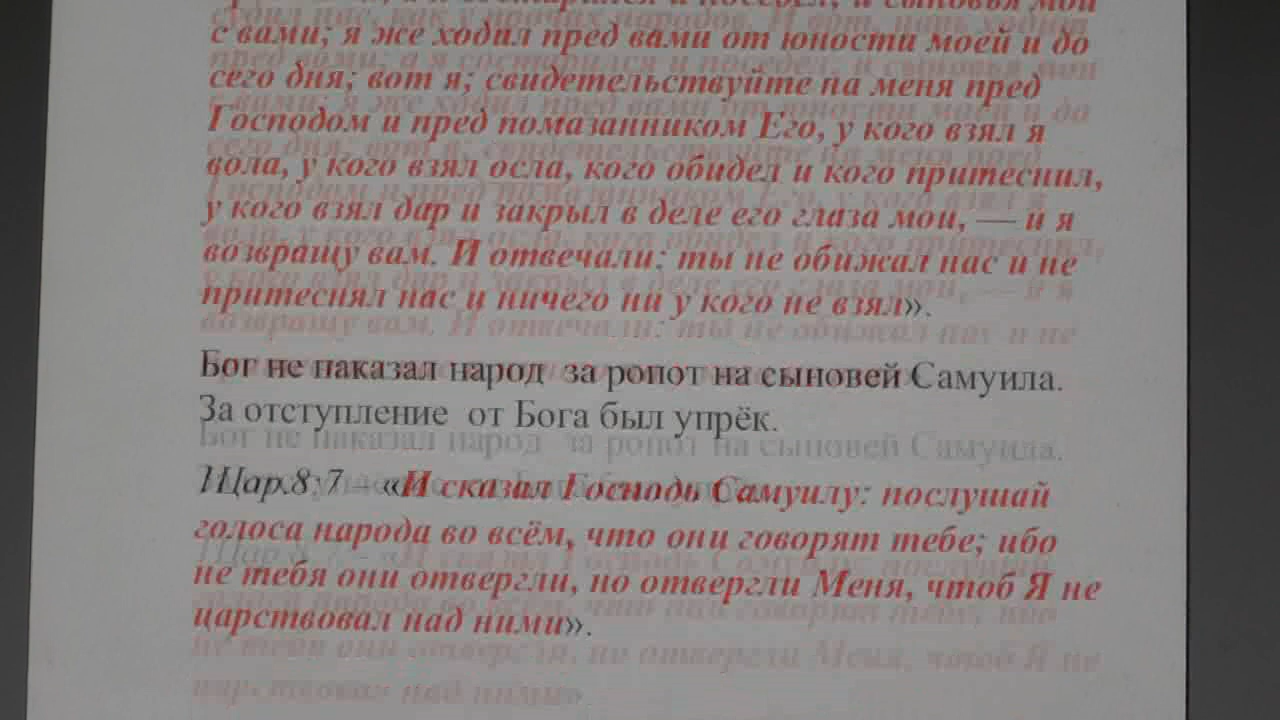 с вами; я же ходил пред вами от юности моей и до
сего дня; вот я; свидетельствуйте на меня пред
Господом и пред помазанником Его, у кого взял я
вола, у кого взял осла, кого обидел и кого притеснил,
у кого взял дар и закрыл в деле его глаза мои, — и я
возвращу вам. И отвечали: ты не обижал нас и не
притеснял нас и ничего ни у кого не взял».
Бог не наказал народ за ропот на сыновей Самуила.
За отступление от Бога был упрёк.
1Цар.8:7 – «И сказал Господь Самуилу: послушай
голоса народа во всём, что они говорят тебе; ибо
не тебя они отвергли, но отвергли Меня, чтоб Я не
царствовал над ними».